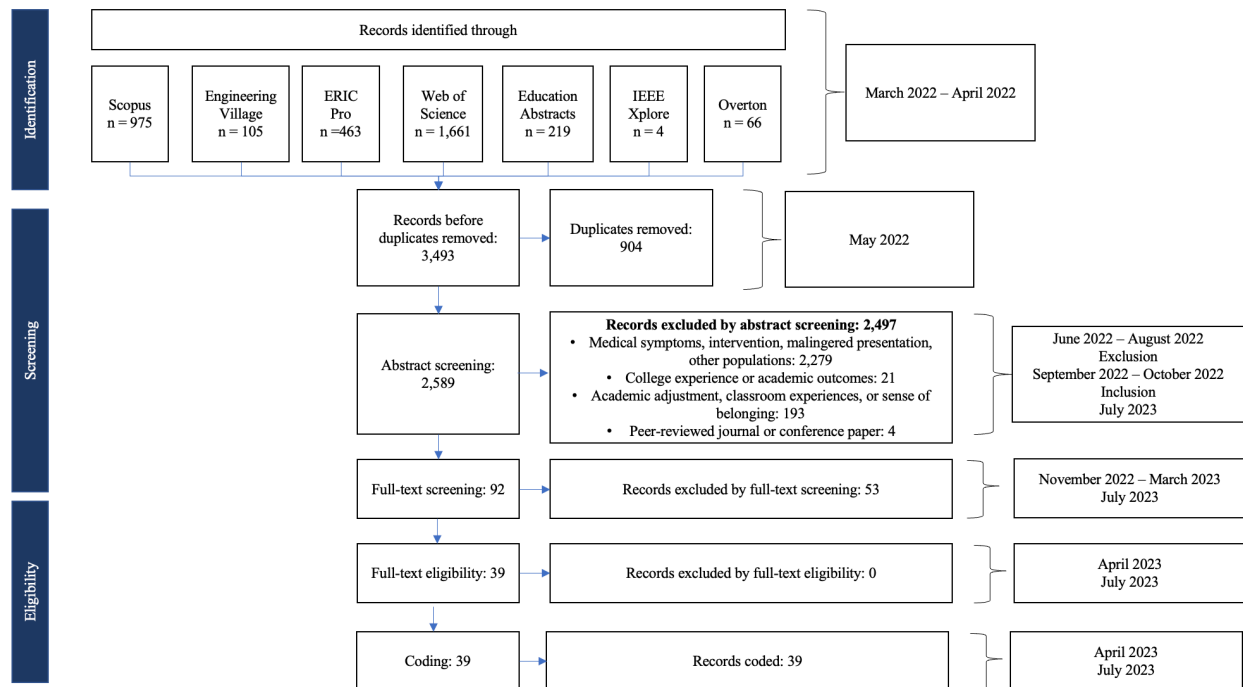 Identification
Records identified through
Scopus
n = 975
Engineering
Village
n = 105
ERIC
Pro
n =463
Web of
Science
n = 1,661
Education
Abstracts
n = 219
IEEE
Xplore
n = 4
Overton
n = 66
March 2022 – April 2022
Screening
Records before
duplicates removed:
3,493
Duplicates removed:
904
May 2022
Abstract screening:
2,589
Records excluded by abstract screening: 2,497
• Medical symptoms, intervention, malingered presentation,
other populations: 2,279
• College experience or academic outcomes: 21
• Academic adjustment, classroom experiences, or sense of
belonging: 193
• Peer-reviewed journal or conference paper: 4
June 2022 – August 2022
Exclusion
September 2022 – October 2022
Inclusion
July 2023
Full-text screening: 92
Records excluded by full-text screening: 53
November 2022 – March 2023
July 2023
Eligibility
Full-text eligibility: 39
Records excluded by full-text eligibility: 0
April 2023
July 2023
Coding: 39
Records coded: 39
April 2023
July 2023